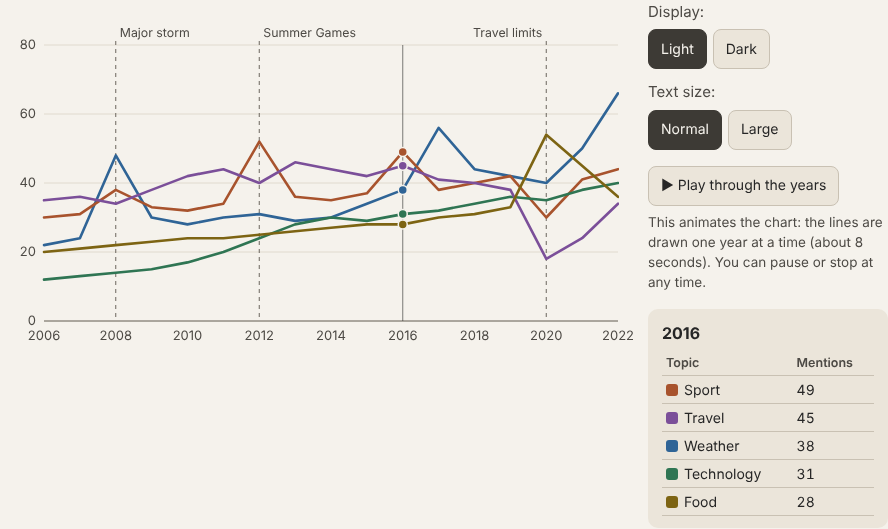 Major storm
Summer Games
Travel limits
80
60
40
20
0
2006 2008 2010 2012 2014 2016 2018 2020 2022
Display:
Light Dark
Text size:
Normal Large
▶ Play through the years
This animates the chart: the lines are
drawn one year at a time (about 8
seconds). You can pause or stop at
any time.
2016
Topic Mentions
Sport 49
Travel 45
Weather 38
Technology 31
Food 28